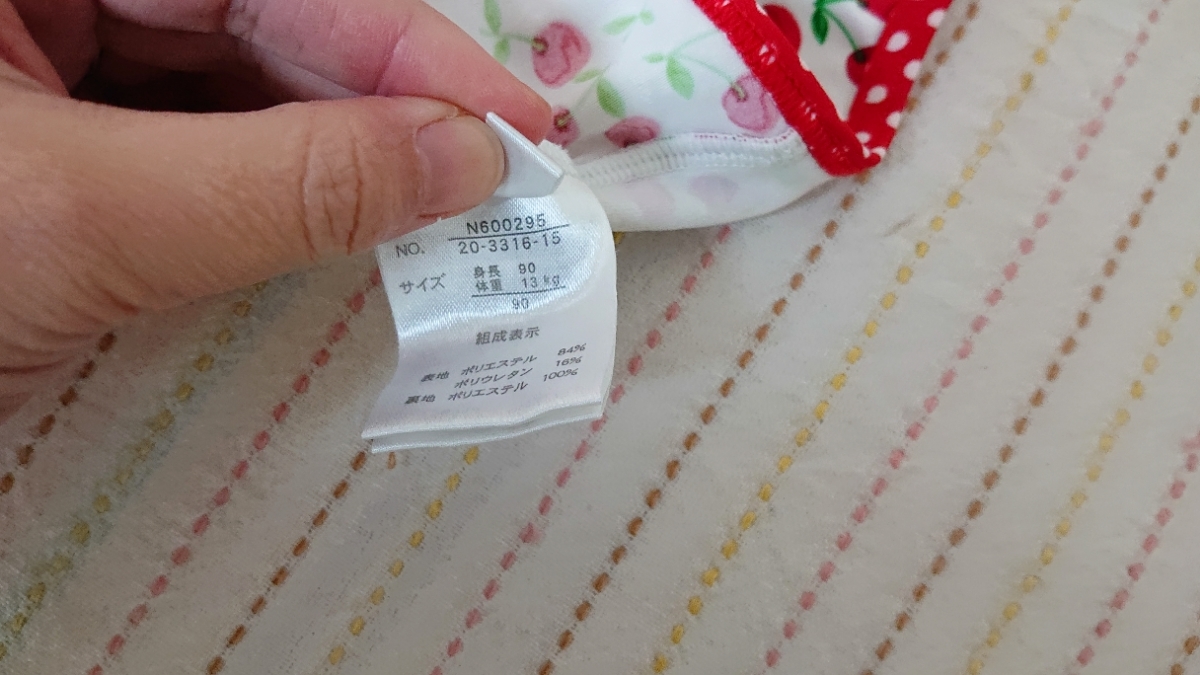 N600295
NO. 20-3316-15
サイズ 身長 90
体重 13 kg
90
組成表示
表地 ポリエステル 84%
ポリウレタン 16%
裏地 ポリエステル 100%